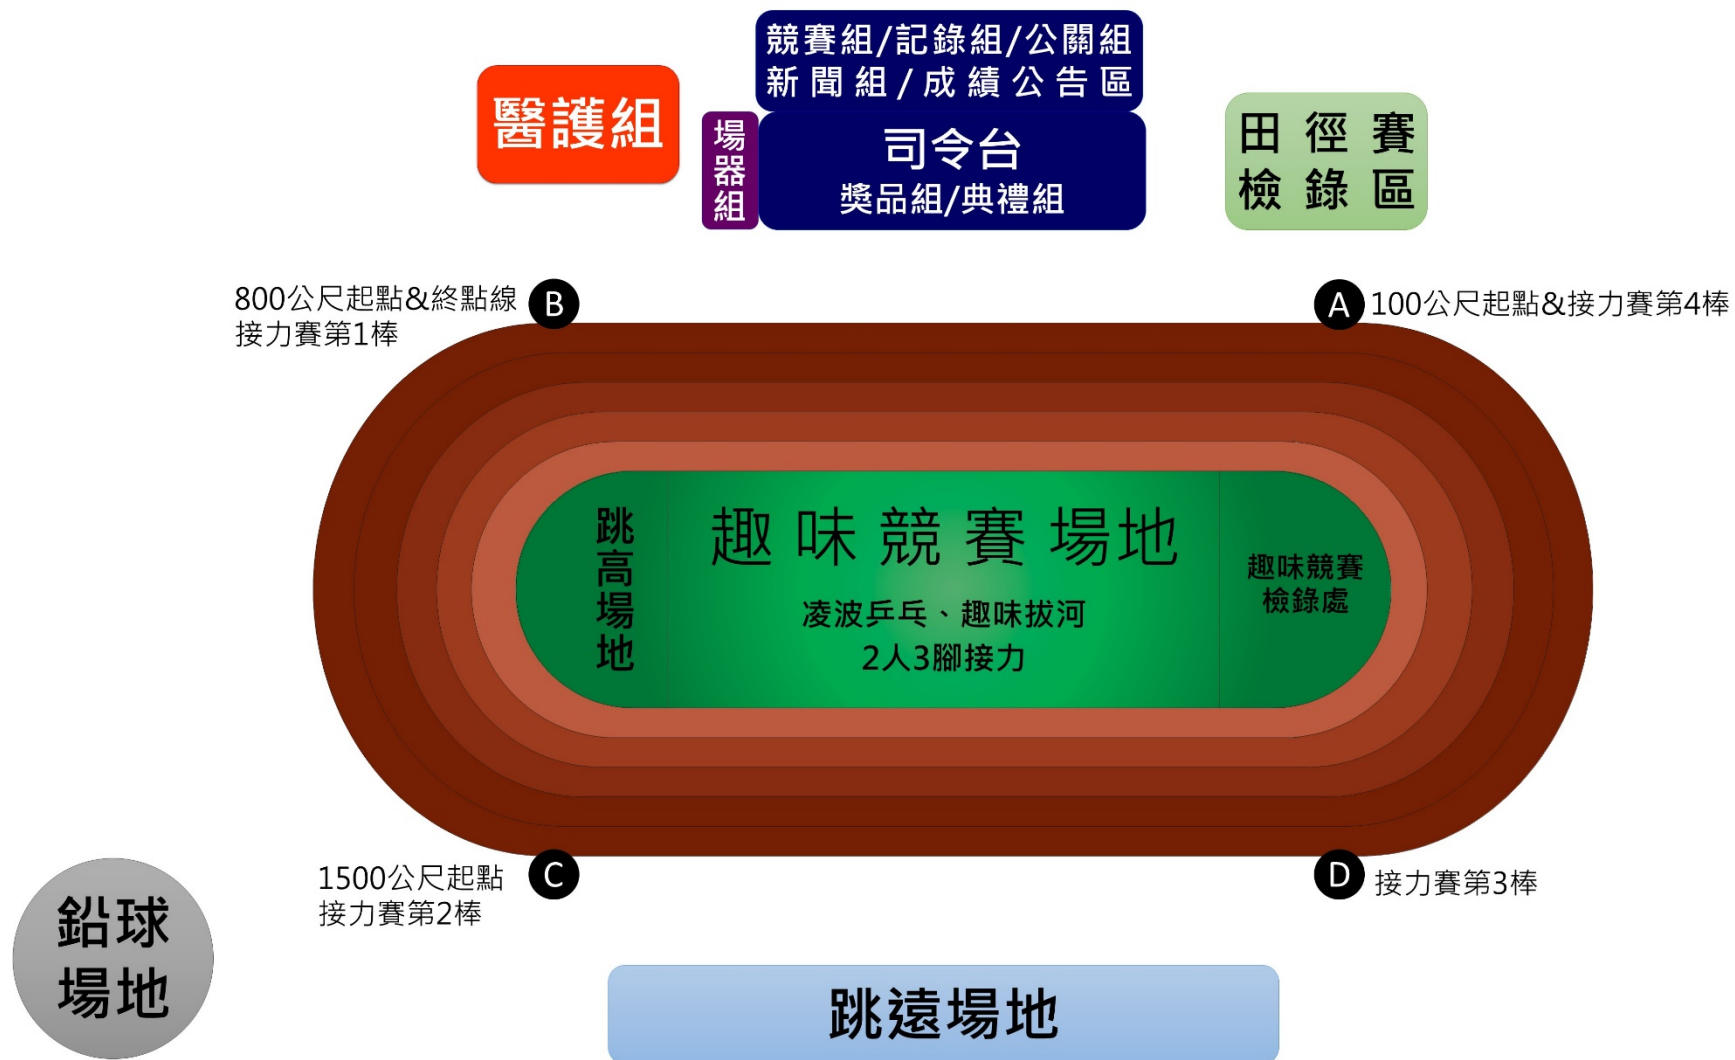 競賽組/記錄組/公關組
新聞組/成績公告區
醫護組
場器組
司令台
獎品組/典禮組
田徑賽
檢錄區
800公尺起點&終點線
接力賽第1棒
B
A
100公尺起點&接力賽第4棒
跳高場地
趣味競賽場地
凌波乒乓、趣味拔河
2人3腳接力
趣味競賽
檢錄處
1500公尺起點
接力賽第2棒
C
D
接力賽第3棒
鉛球
場地
跳遠場地